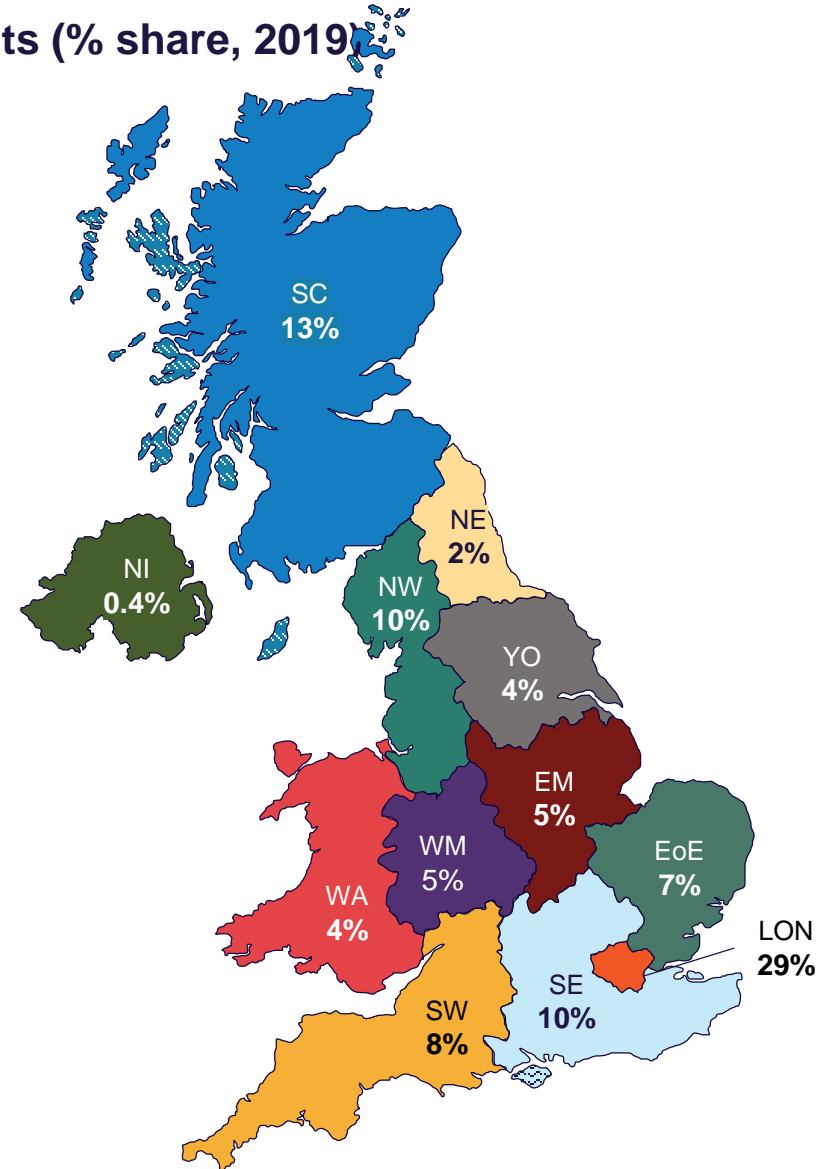 ts (% share, 2019)
SC
13%
NE
2%
NI
0.4%
NW
10%
YO
4%
EM
5%
WM
5%
EoE
7%
WA
4%
LON
29%
SE
10%
SW
8%